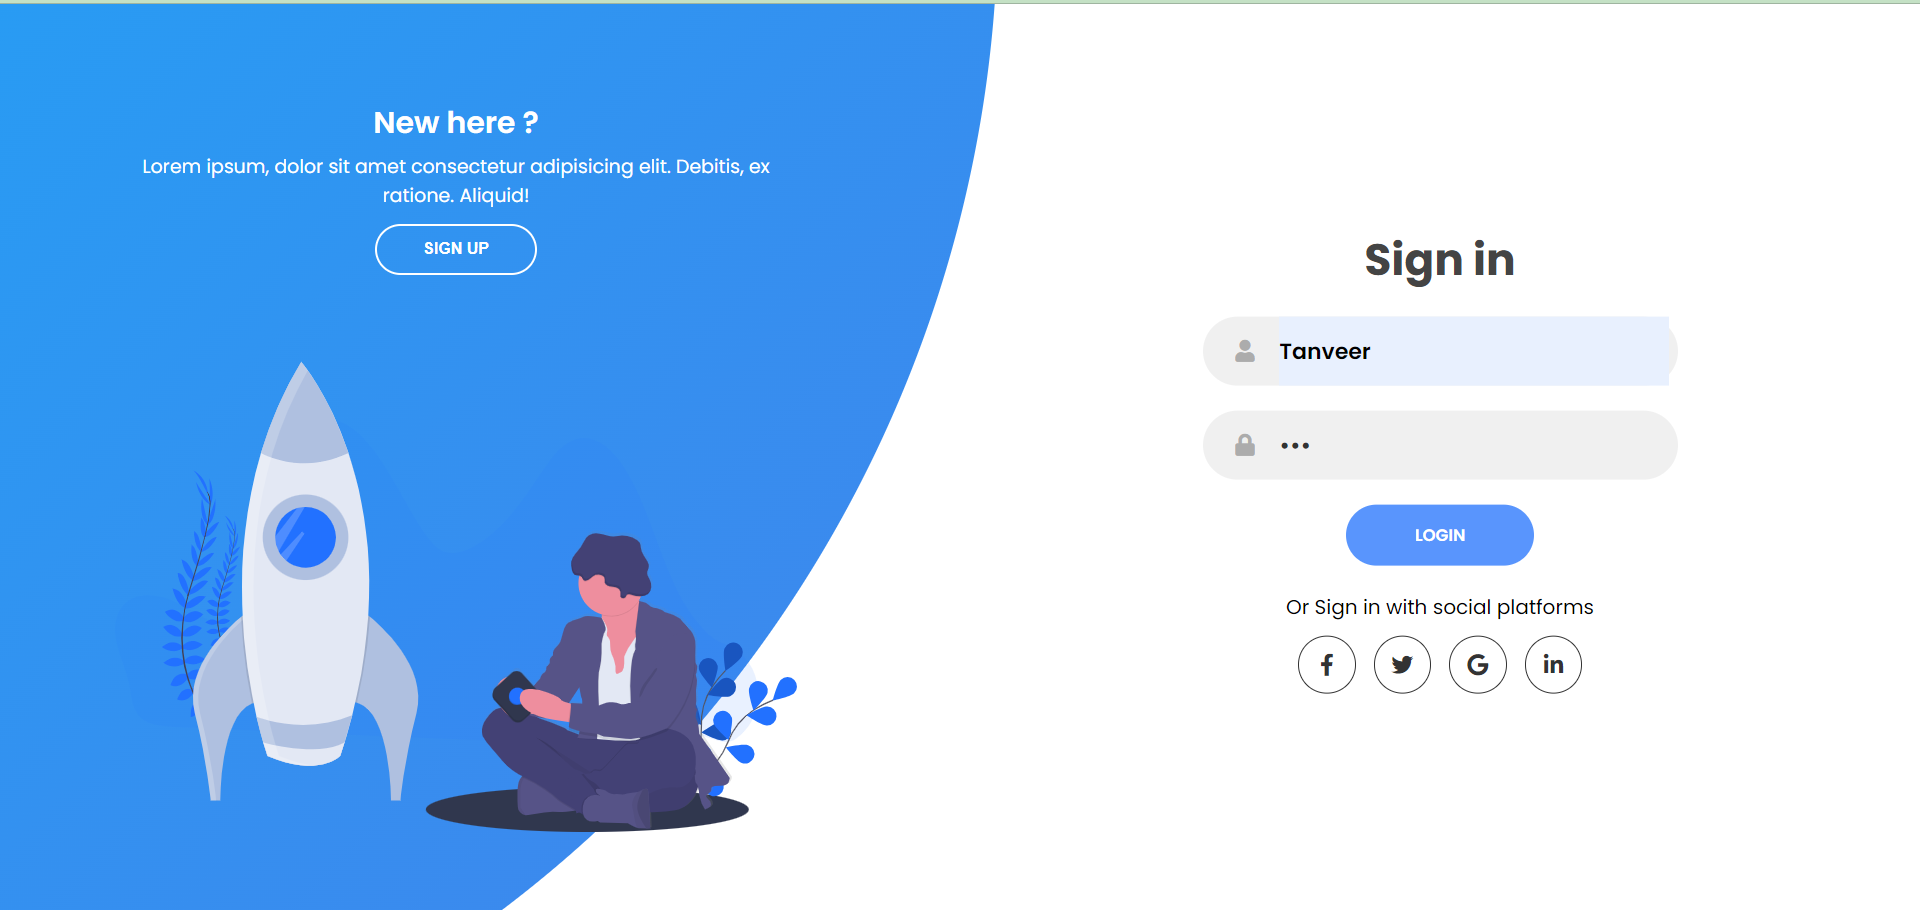 New here ?
Lorem ipsum, dolor sit amet consectetur adipisicing elit. Debitis, ex
ratione. Aliquid!
SIGN UP
Sign in
Tanveer
•••
LOGIN
Or Sign in with social platforms